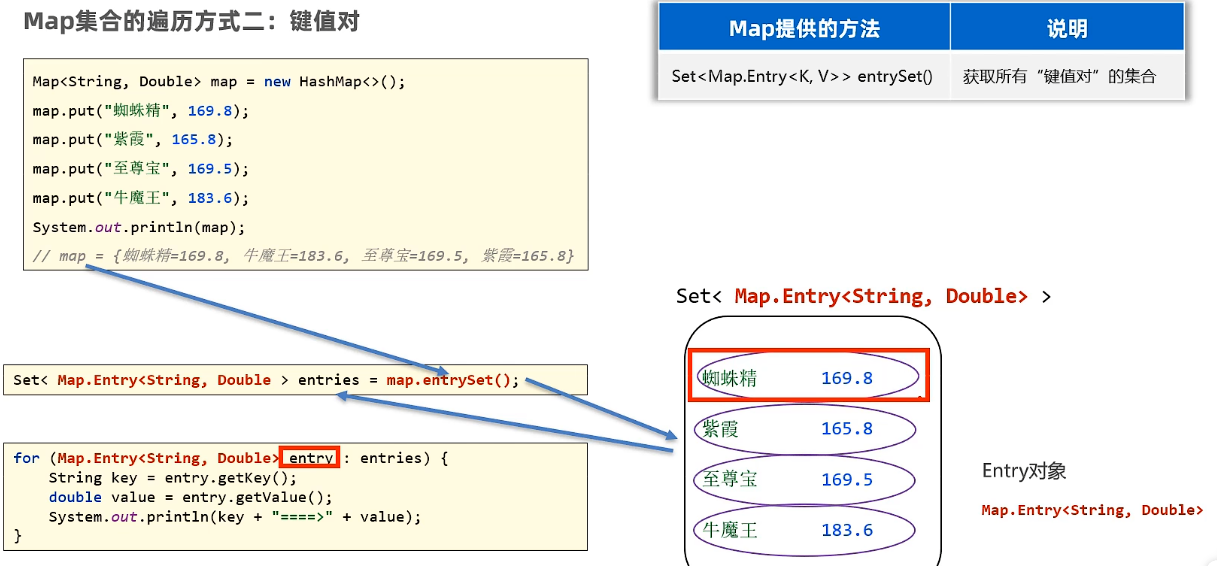 Map集合的遍历方式二：键值对
Map提供的方法 说明
Set<Map.Entry<K, V>> entrySet() 获取所有“键值对”的集合
Map<String, Double> map = new HashMap<>();
map.put("蜘蛛精", 169.8);
map.put("紫霞", 165.8);
map.put("至尊宝", 169.5);
map.put("牛魔王", 183.6);
System.out.println(map);
// map = {蜘蛛精=169.8, 牛魔王=183.6, 至尊宝=169.5, 紫霞=165.8}
Set< Map.Entry<String, Double > entries = map.entrySet();
for (Map.Entry<String, Double> entry : entries) {
String key = entry.getKey();
double value = entry.getValue();
System.out.println(key + "====>" + value);
}
Set< Map.Entry<String, Double> >
蜘蛛精 169.8
紫霞 165.8
至尊宝 169.5
牛魔王 183.6
Entry对象
Map.Entry<String, Double>